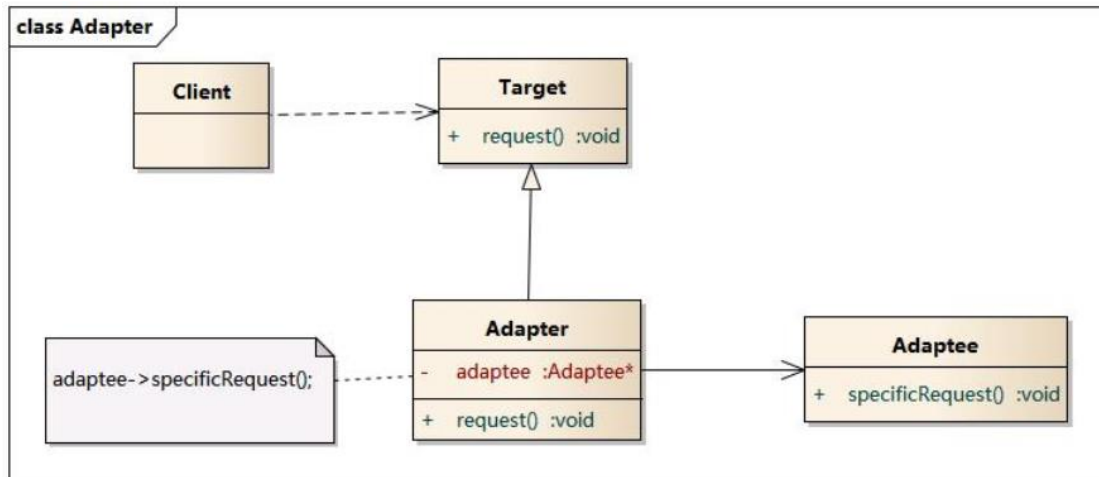 class Adapter
Client
Target
+ request() :void
Adapter
- adaptee :Adaptee*
+ request() :void
adaptee->specificRequest();
Adaptee
+ specificRequest() :void